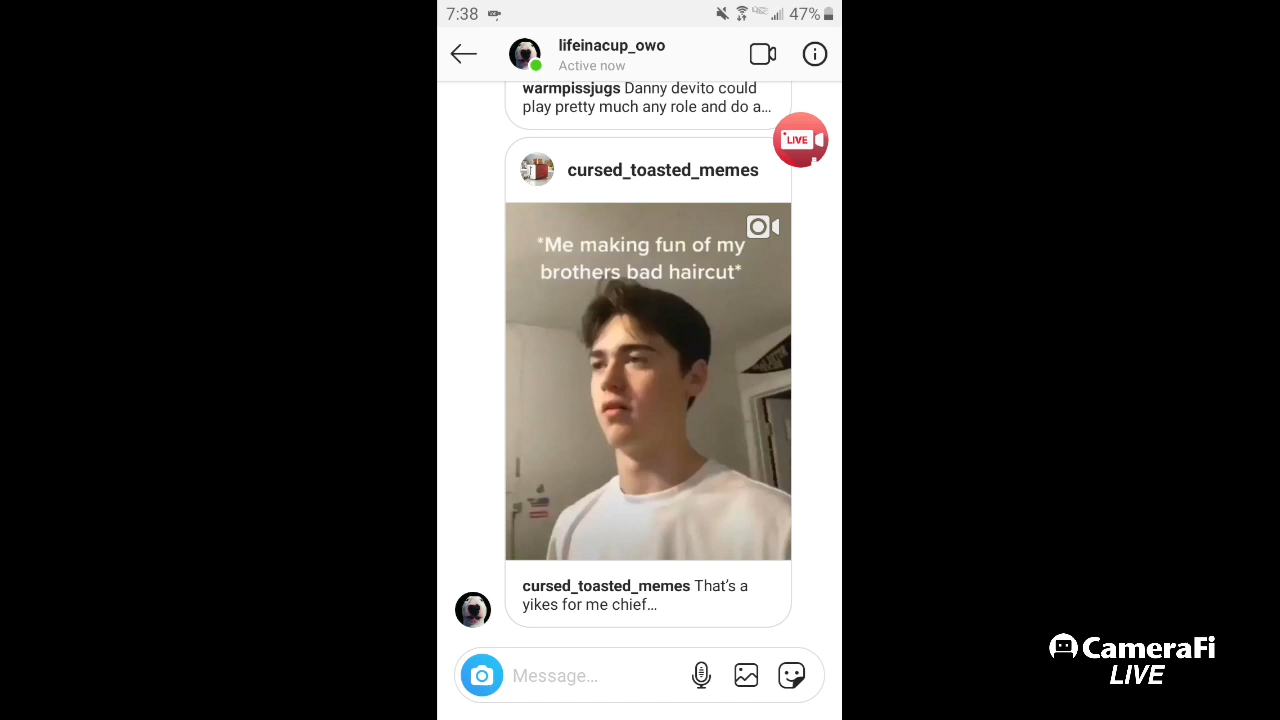 7:38
47%
lifeinacup_owo
Active now
warmpissjugs Danny devito could
play pretty much any role and do a...
LIVE
cursed_toasted_memes
*Me making fun of my
brothers bad haircut*
cursed_toasted_memes That's a
yikes for me chief...
Message...
CameraFi
LIVE